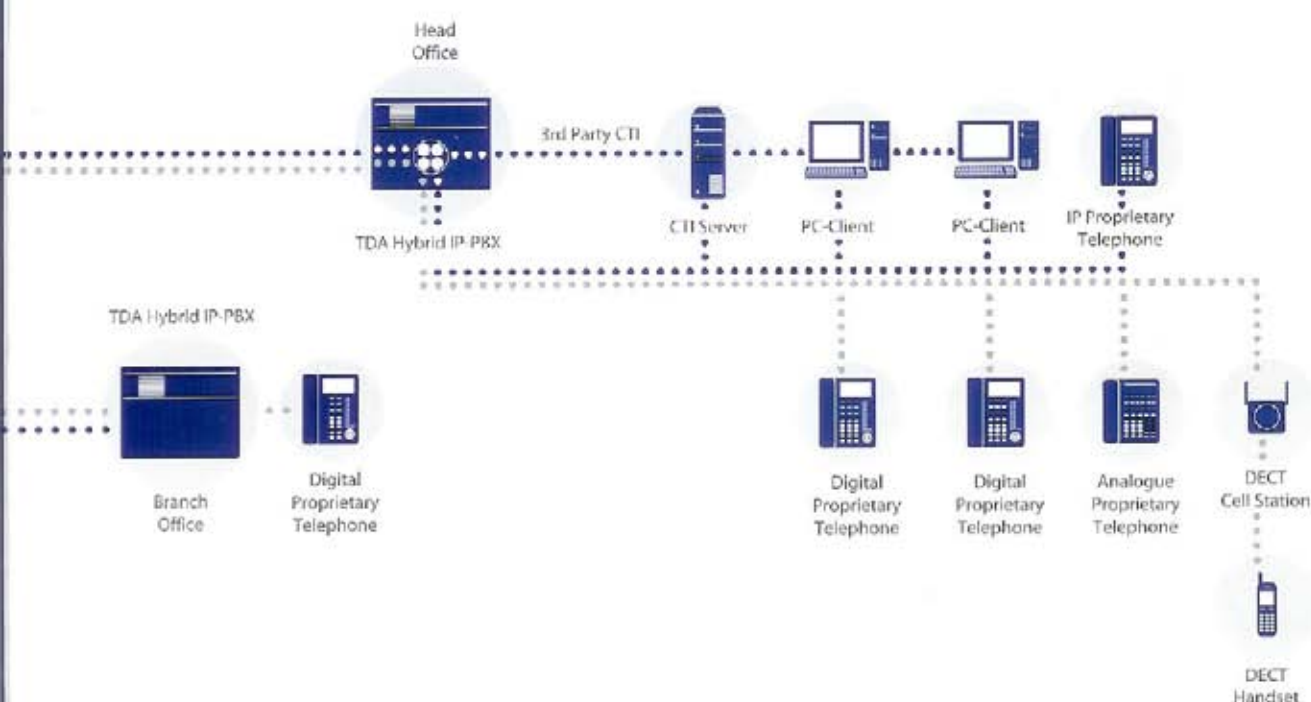 Head
Office
3rd Party CTI
TDA Hybrid IP-PBX
CTI Server
PC-Client
PC-Client
IP Proprietary
Telephone
TDA Hybrid IP-PBX
Branch
Office
Digital
Proprietary
Telephone
Digital
Proprietary
Telephone
Digital
Proprietary
Telephone
Analogue
Proprietary
Telephone
DECT
Cell Station
DECT
Handset